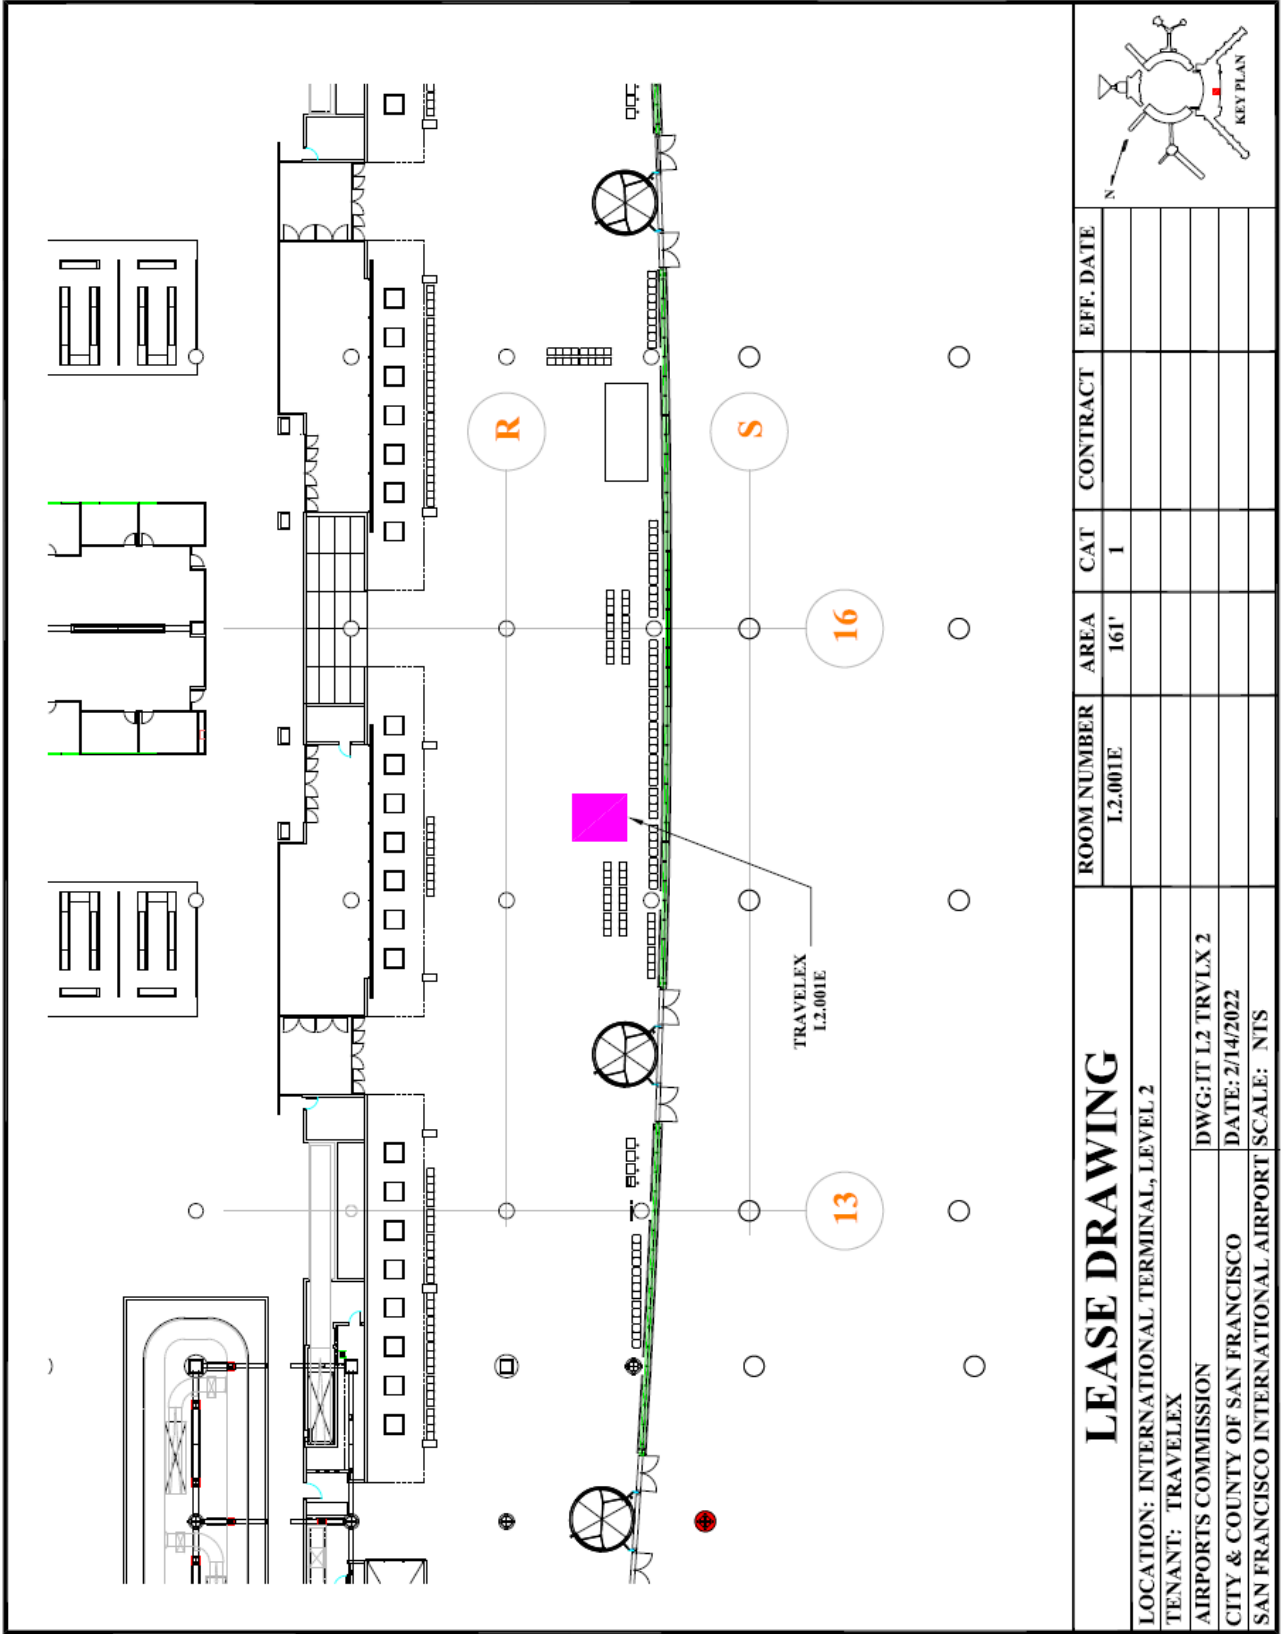 R
S
16
13
TRAVELEX
I.2.001E
N
KEY PLAN
LEASE DRAWING
LOCATION: INTERNATIONAL TERMINAL, LEVEL 2
TENANT: TRAVELEX
AIRPORTS COMMISSION
CITY & COUNTY OF SAN FRANCISCO
SAN FRANCISCO INTERNATIONAL AIRPORT
DWG:IT L2 TRVLX 2
DATE: 2/14/2022
SCALE: NTS
ROOM NUMBER AREA CAT CONTRACT EFF. DATE
I.2.001E 161' 1